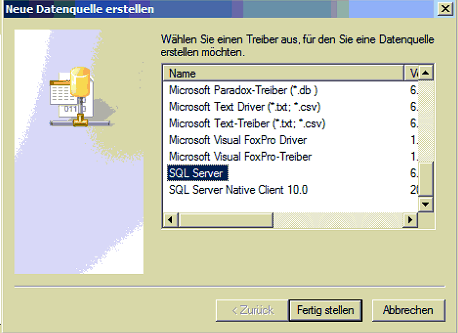 Neue Datenquelle erstellen
Wählen Sie einen Treiber aus, für den Sie eine Datenquelle
erstellen möchten.
Name Ve
Microsoft Paradox-Treiber (*.db ) 6.
Microsoft Text Driver (*.txt; *.csv) 6.
Microsoft Text-Treiber (*.txt; *.csv) 6.
Microsoft Visual FoxPro Driver 1.
Microsoft Visual FoxPro-Treiber 1.
SQL Server 6.
SQL Server Native Client 10.0 20
< Zurück Fertig stellen Abbrechen